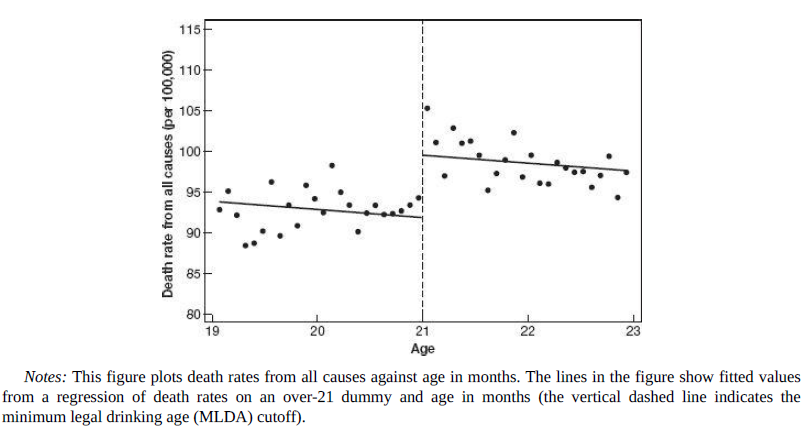 115
110
105
100
95
90
85
80
Death rate from all causes (per 100,000)
19 20 21 22 23
Age
Notes: This figure plots death rates from all causes against age in months. The lines in the figure show fitted values
from a regression of death rates on an over-21 dummy and age in months (the vertical dashed line indicates the
minimum legal drinking age (MLDA) cutoff).